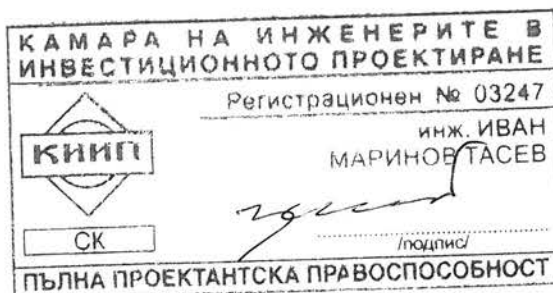 КАМАРА НА ИНЖЕНЕРИТЕ В
ИНВЕСТИЦИОННОТО ПРОЕКТИРАНЕ
Регистрационен № 03247
инж. ИВАН
МАРИНОВ ТАСЕВ
КИИП
СК
/подпис/
ПЪЛНА ПРОЕКТАНТСКА ПРАВОСПОСОБНОСТ